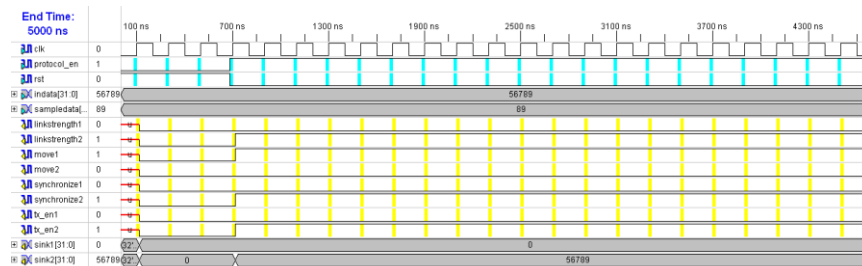 End Time:
5000 ns
100 ns 700 ns 1300 ns 1900 ns 2500 ns 3100 ns 3700 ns 4300 ns
clk 0
protocol_en 1
rst 0
indata[31:0] 56789 56789
sampledata[... 89 89
linkstrength1 0 U
linkstrength2 1 U
move1 1 U
move2 0 U
synchronize1 0 U
synchronize2 1 U
tx_en1 0 U
tx_en2 1 U
sink1[31:0] 0 32'. 0
sink2[31:0] 56789 32'. 0 56789